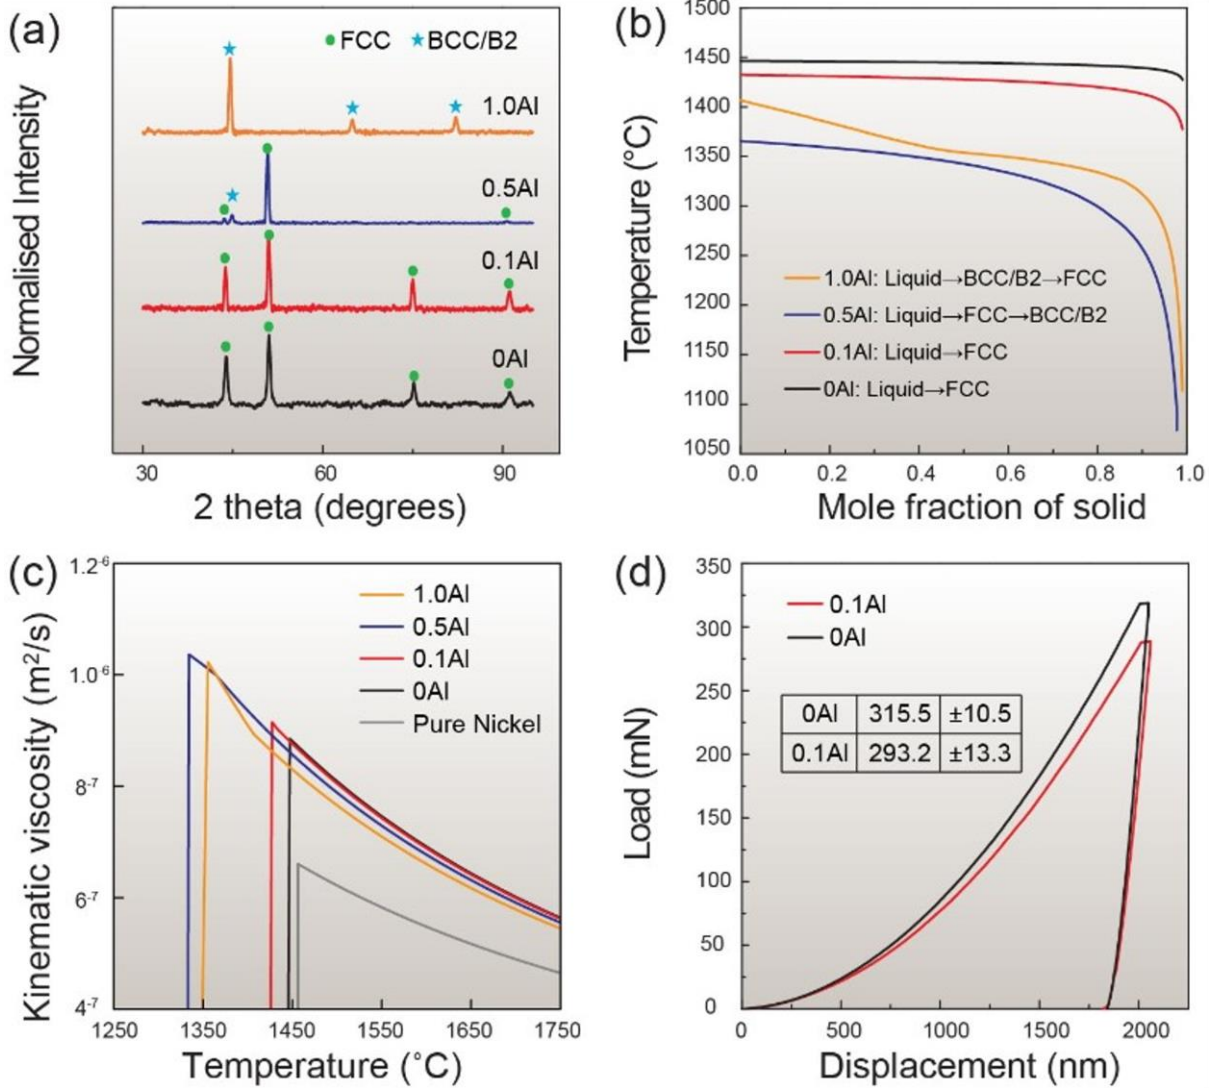 (a)
FCC
BCC/B2
1.0Al
0.5Al
0.1Al
0Al
Normalised Intensity
30
60
90
2 theta (degrees)
(b)
1500
1450
1400
1350
1300
1250
1200
1150
1100
1050
Temperature (°C)
1.0Al: Liquid→BCC/B2→FCC
0.5Al: Liquid→FCC→BCC/B2
0.1Al: Liquid→FCC
0Al: Liquid→FCC
0.0
0.2
0.4
0.6
0.8
1.0
Mole fraction of solid
(c)
1.2⁻⁶
1.0⁻⁶
8⁻⁷
6⁻⁷
4⁻⁷
Kinematic viscosity (m²/s)
1.0Al
0.5Al
0.1Al
0Al
Pure Nickel
1250
1350
1450
1550
1650
1750
Temperature (°C)
(d)
350
300
250
200
150
100
50
0
Load (mN)
0.1Al
0Al
0Al 315.5 ±10.5
0.1Al 293.2 ±13.3
0
500
1000
1500
2000
Displacement (nm)